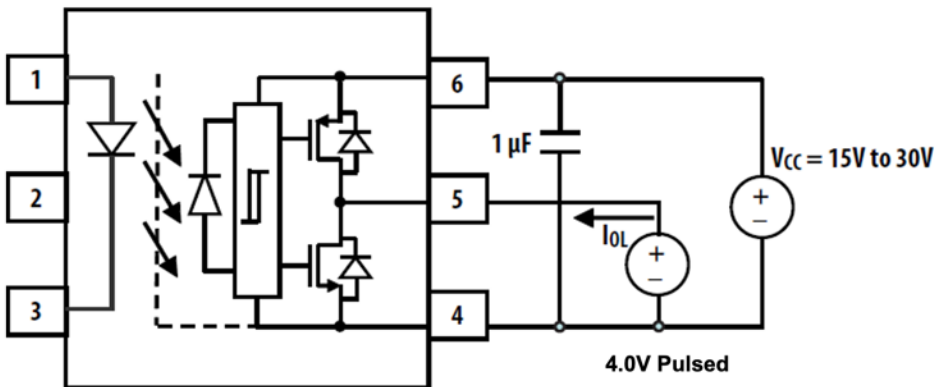 1
6
1 µF
VCC = 15V to 30V
+
−
2
5
IOL
+
−
3
4
4.0V Pulsed